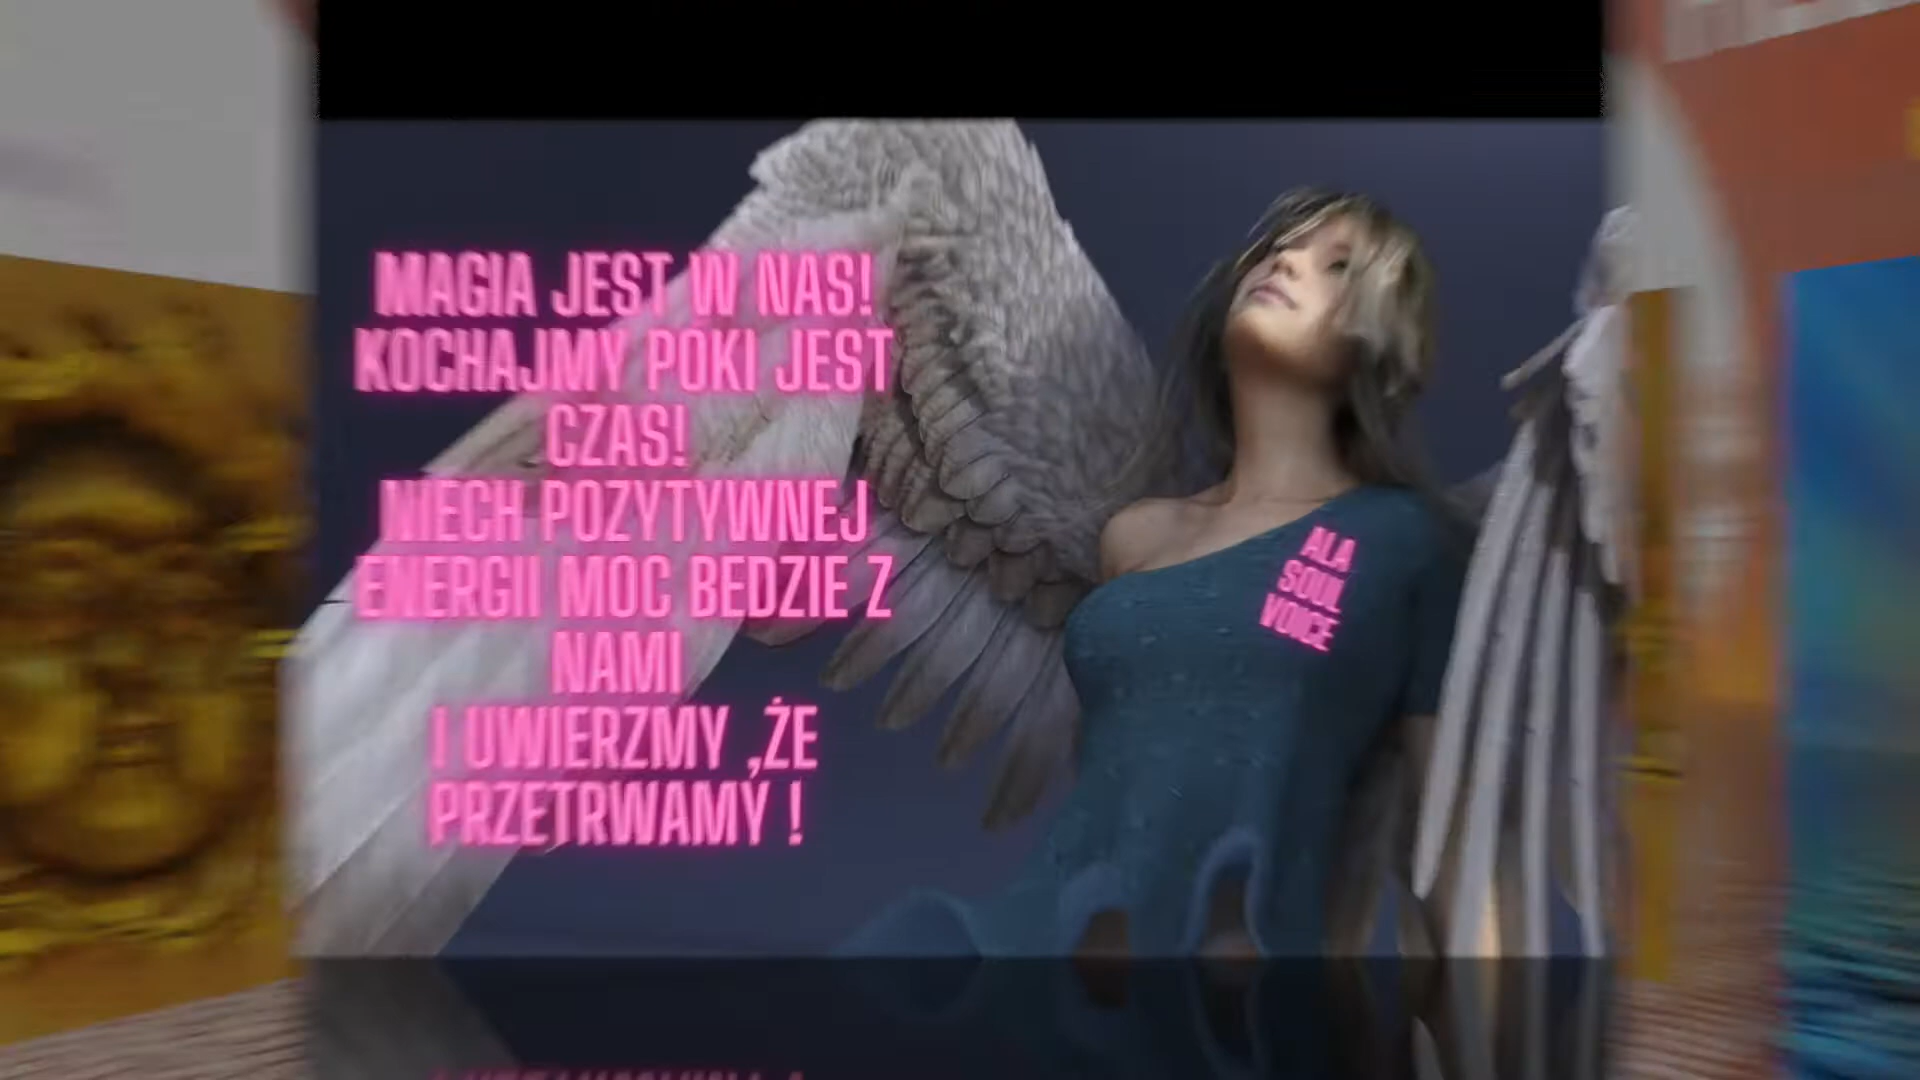 MAGIA JEST W NAS!
KOCHAJMY POKI JEST
CZAS!
NIECH POZYTYWNEJ
ENERGII MOC BEDZIE Z
NAMI
I UWIERZMY ,ŻE
PRZETRWAMY !
ALA
SOUL
VOICE